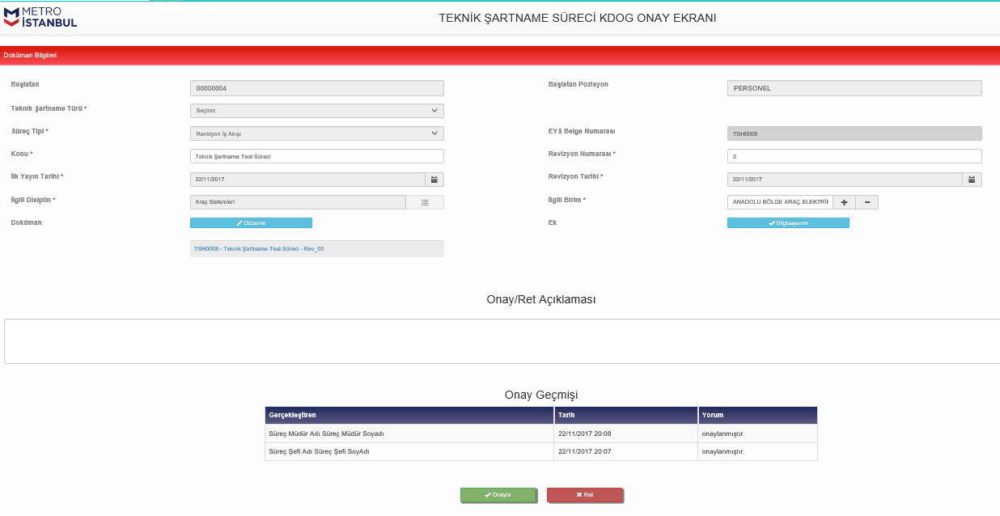 METRO
İSTANBUL
TEKNİK ŞARTNAME SÜRECİ KDOG ONAY EKRANI
Doküman Bilgileri
Başlatan 00000004 Başlatan Pozisyon PERSONEL
Teknik Şartname Türü * Seçiniz
Süreç Tipi * Revizyon İş Akışı EYS Belge Numarası TSH0008
Konu * Teknik Şartname Test Süreci Revizyon Numarası * 2
İlk Yayın Tarihi * 22/11/2017 Revizyon Tarihi * 22/11/2017
İlgili Disiplin * Araç Sistemleri İlgili Birim * ANADOLU BÖLGE ARAÇ ELEKTRİK
Doküman Düzenle Ek Bilgisayarım
TSH0008 - Teknik Şartname Test Süreci - Rev_00
Onay/Ret Açıklaması
Onay Geçmişi
Gerçekleştiren Tarih Yorum
Süreç Müdür Adı Süreç Müdür Soyadı 22/11/2017 20:08 onaylanmıştır.
Süreç Şefi Adı Süreç Şefi SoyAdı 22/11/2017 20:07 onaylanmıştır.
Onayla Ret